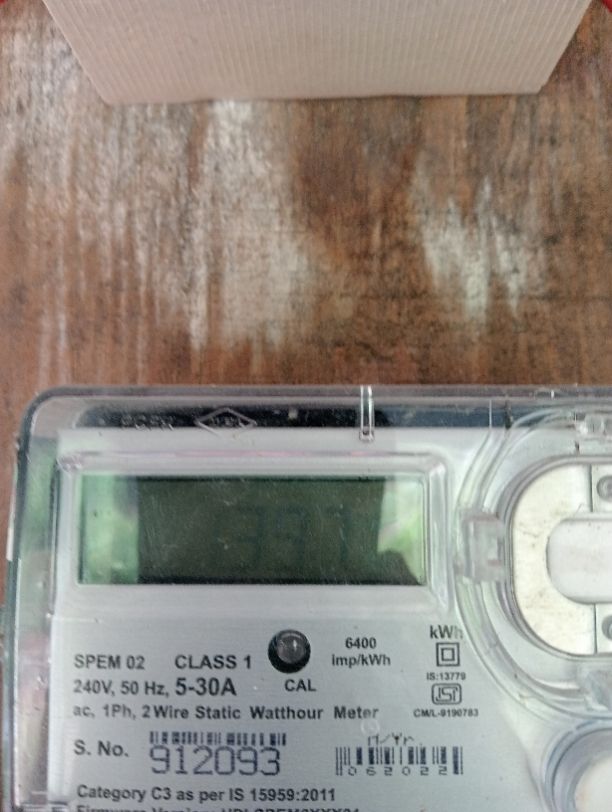 SPEM 02 CLASS 1
6400
imp/kWh
kWh
240V, 50 Hz, 5-30A
CAL
IS:13779
ac, 1Ph, 2 Wire Static Watthour Meter
CM/L-9190783
S. No. 912093
M/Yr.
062022
Category C3 as per IS 15959:2011